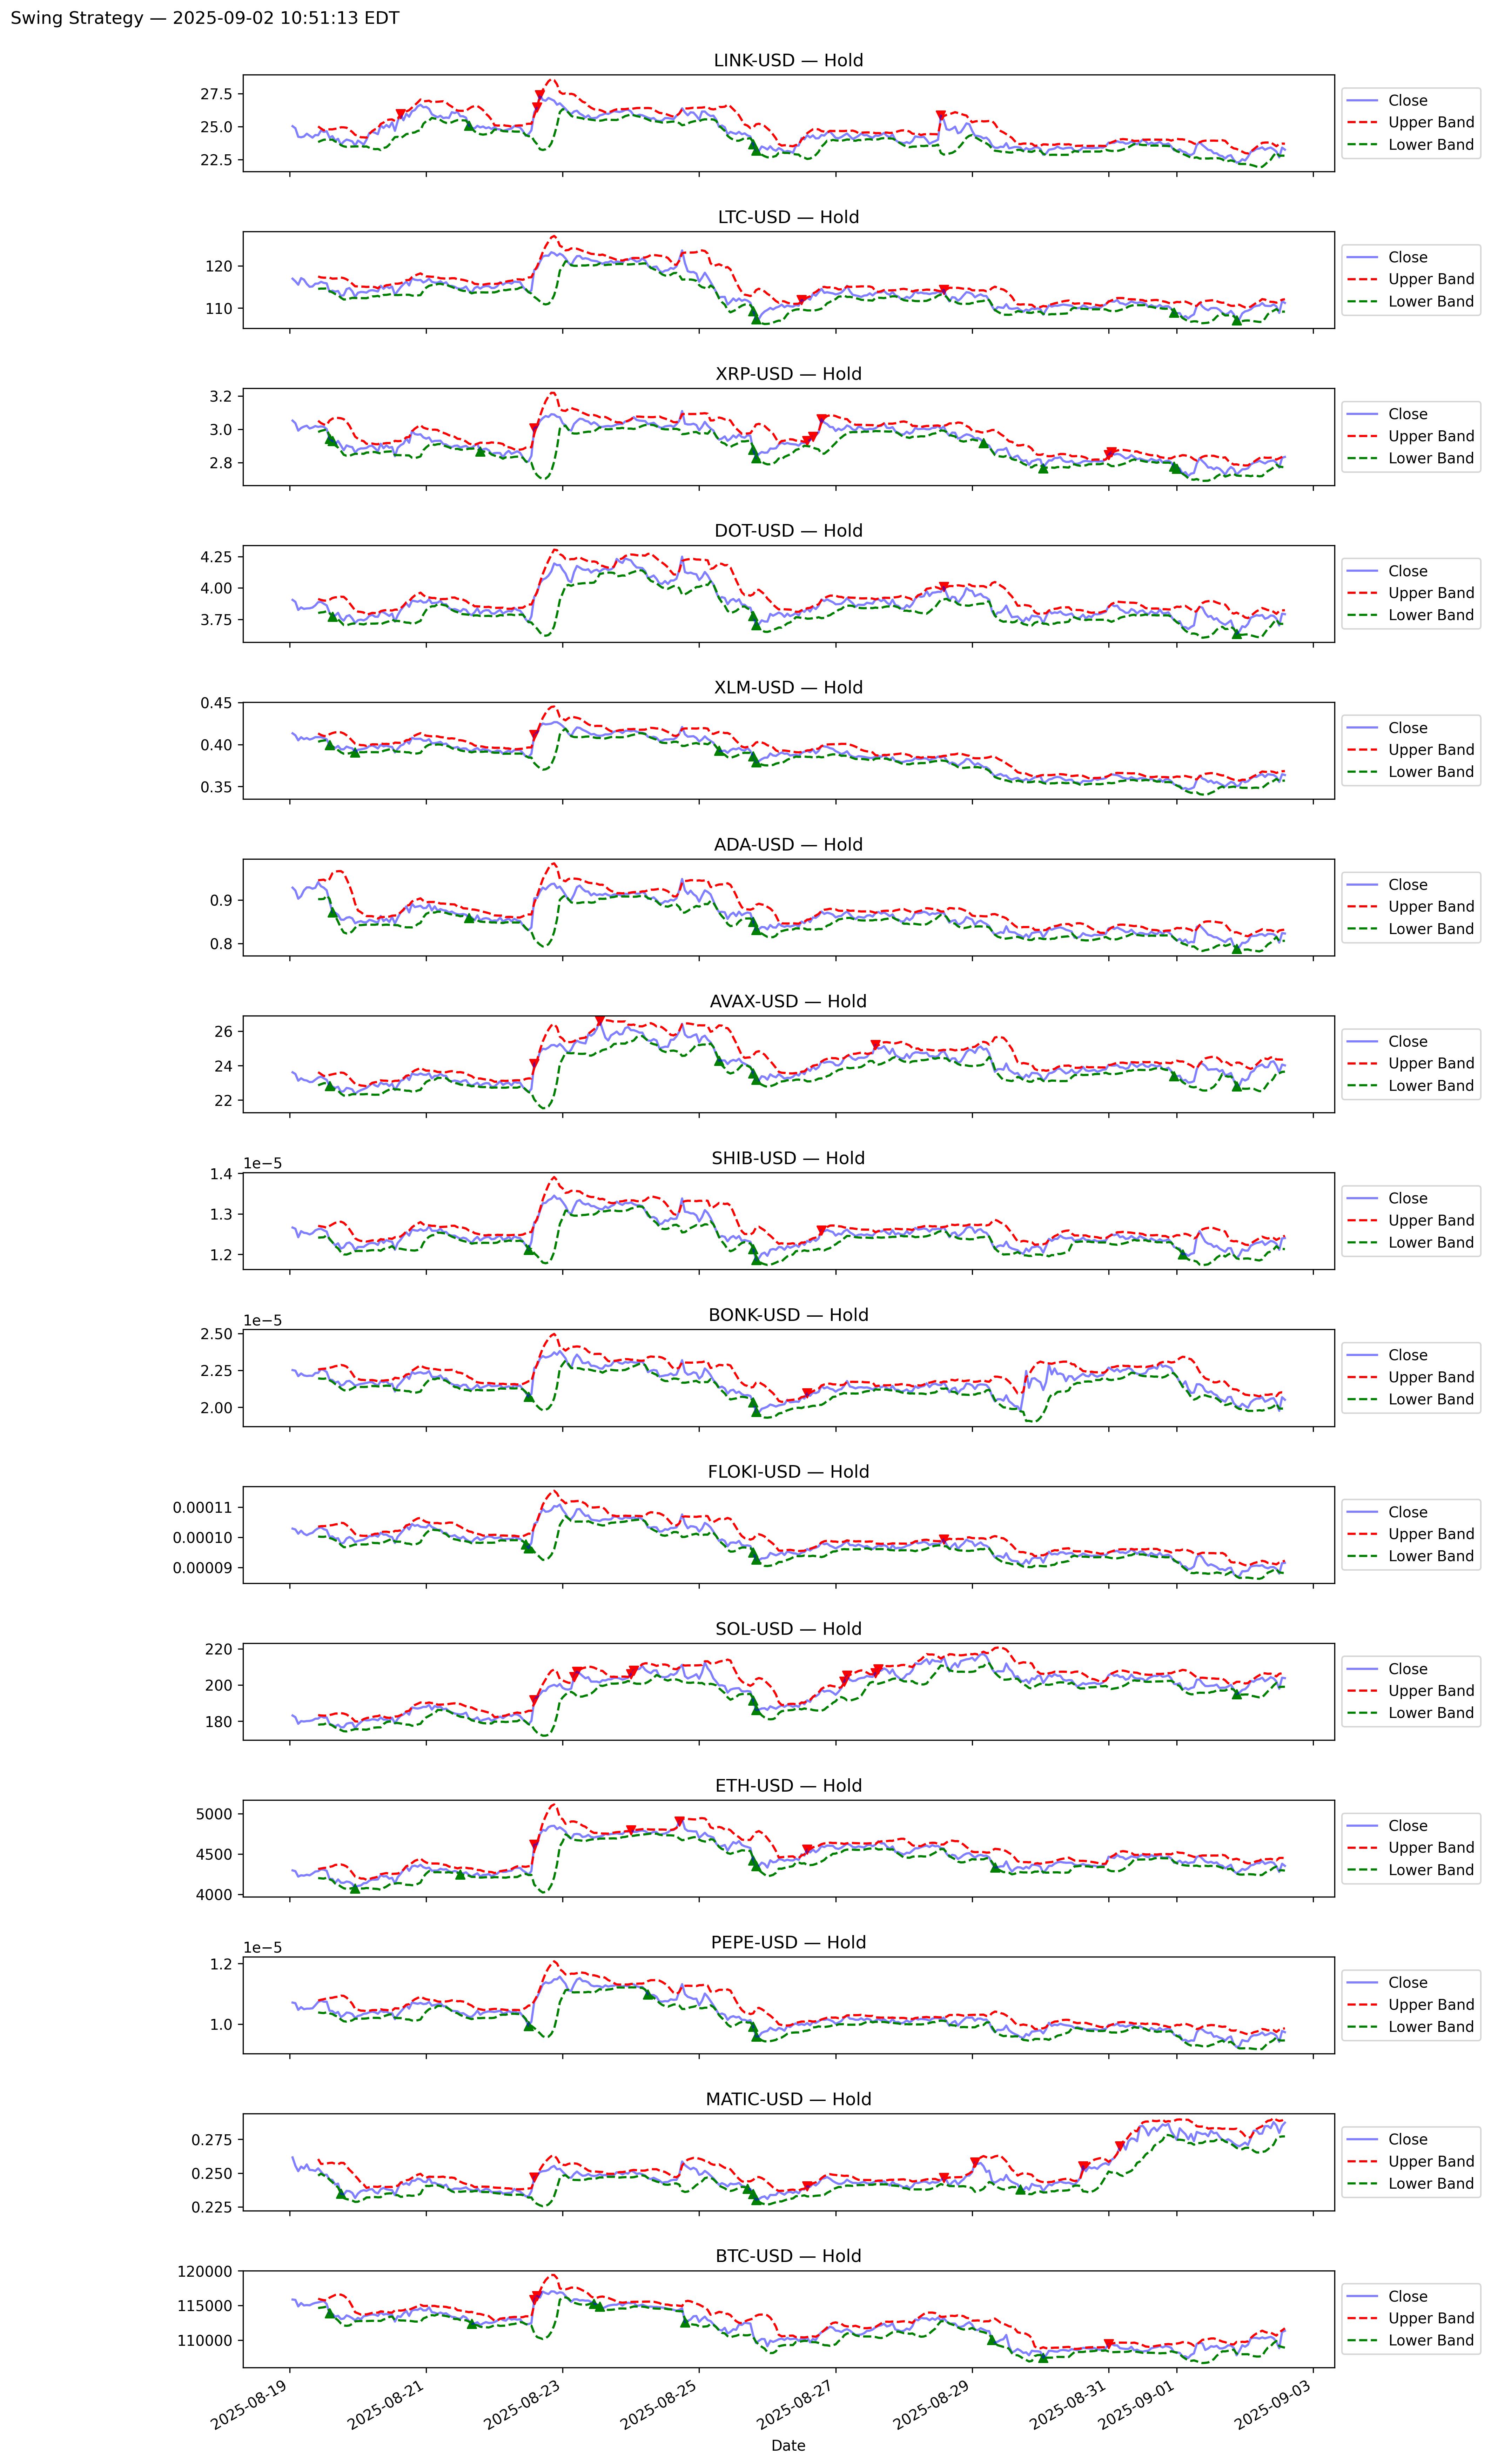 Swing Strategy — 2025-09-02 10:51:13 EDT
LINK-USD — Hold
27.5
25.0
22.5
Close
Upper Band
Lower Band
LTC-USD — Hold
120
110
Close
Upper Band
Lower Band
XRP-USD — Hold
3.2
3.0
2.8
Close
Upper Band
Lower Band
DOT-USD — Hold
4.25
4.00
3.75
Close
Upper Band
Lower Band
XLM-USD — Hold
0.45
0.40
0.35
Close
Upper Band
Lower Band
ADA-USD — Hold
0.9
0.8
Close
Upper Band
Lower Band
AVAX-USD — Hold
26
24
22
Close
Upper Band
Lower Band
SHIB-USD — Hold
1e−5
1.4
1.3
1.2
Close
Upper Band
Lower Band
BONK-USD — Hold
1e−5
2.50
2.25
2.00
Close
Upper Band
Lower Band
FLOKI-USD — Hold
0.00011
0.00010
0.00009
Close
Upper Band
Lower Band
SOL-USD — Hold
220
200
180
Close
Upper Band
Lower Band
ETH-USD — Hold
5000
4500
4000
Close
Upper Band
Lower Band
PEPE-USD — Hold
1e−5
1.2
1.0
Close
Upper Band
Lower Band
MATIC-USD — Hold
0.275
0.250
0.225
Close
Upper Band
Lower Band
BTC-USD — Hold
120000
115000
110000
Close
Upper Band
Lower Band
2025-08-19
2025-08-21
2025-08-23
2025-08-25
2025-08-27
2025-08-29
2025-08-31
2025-09-01
2025-09-03
Date